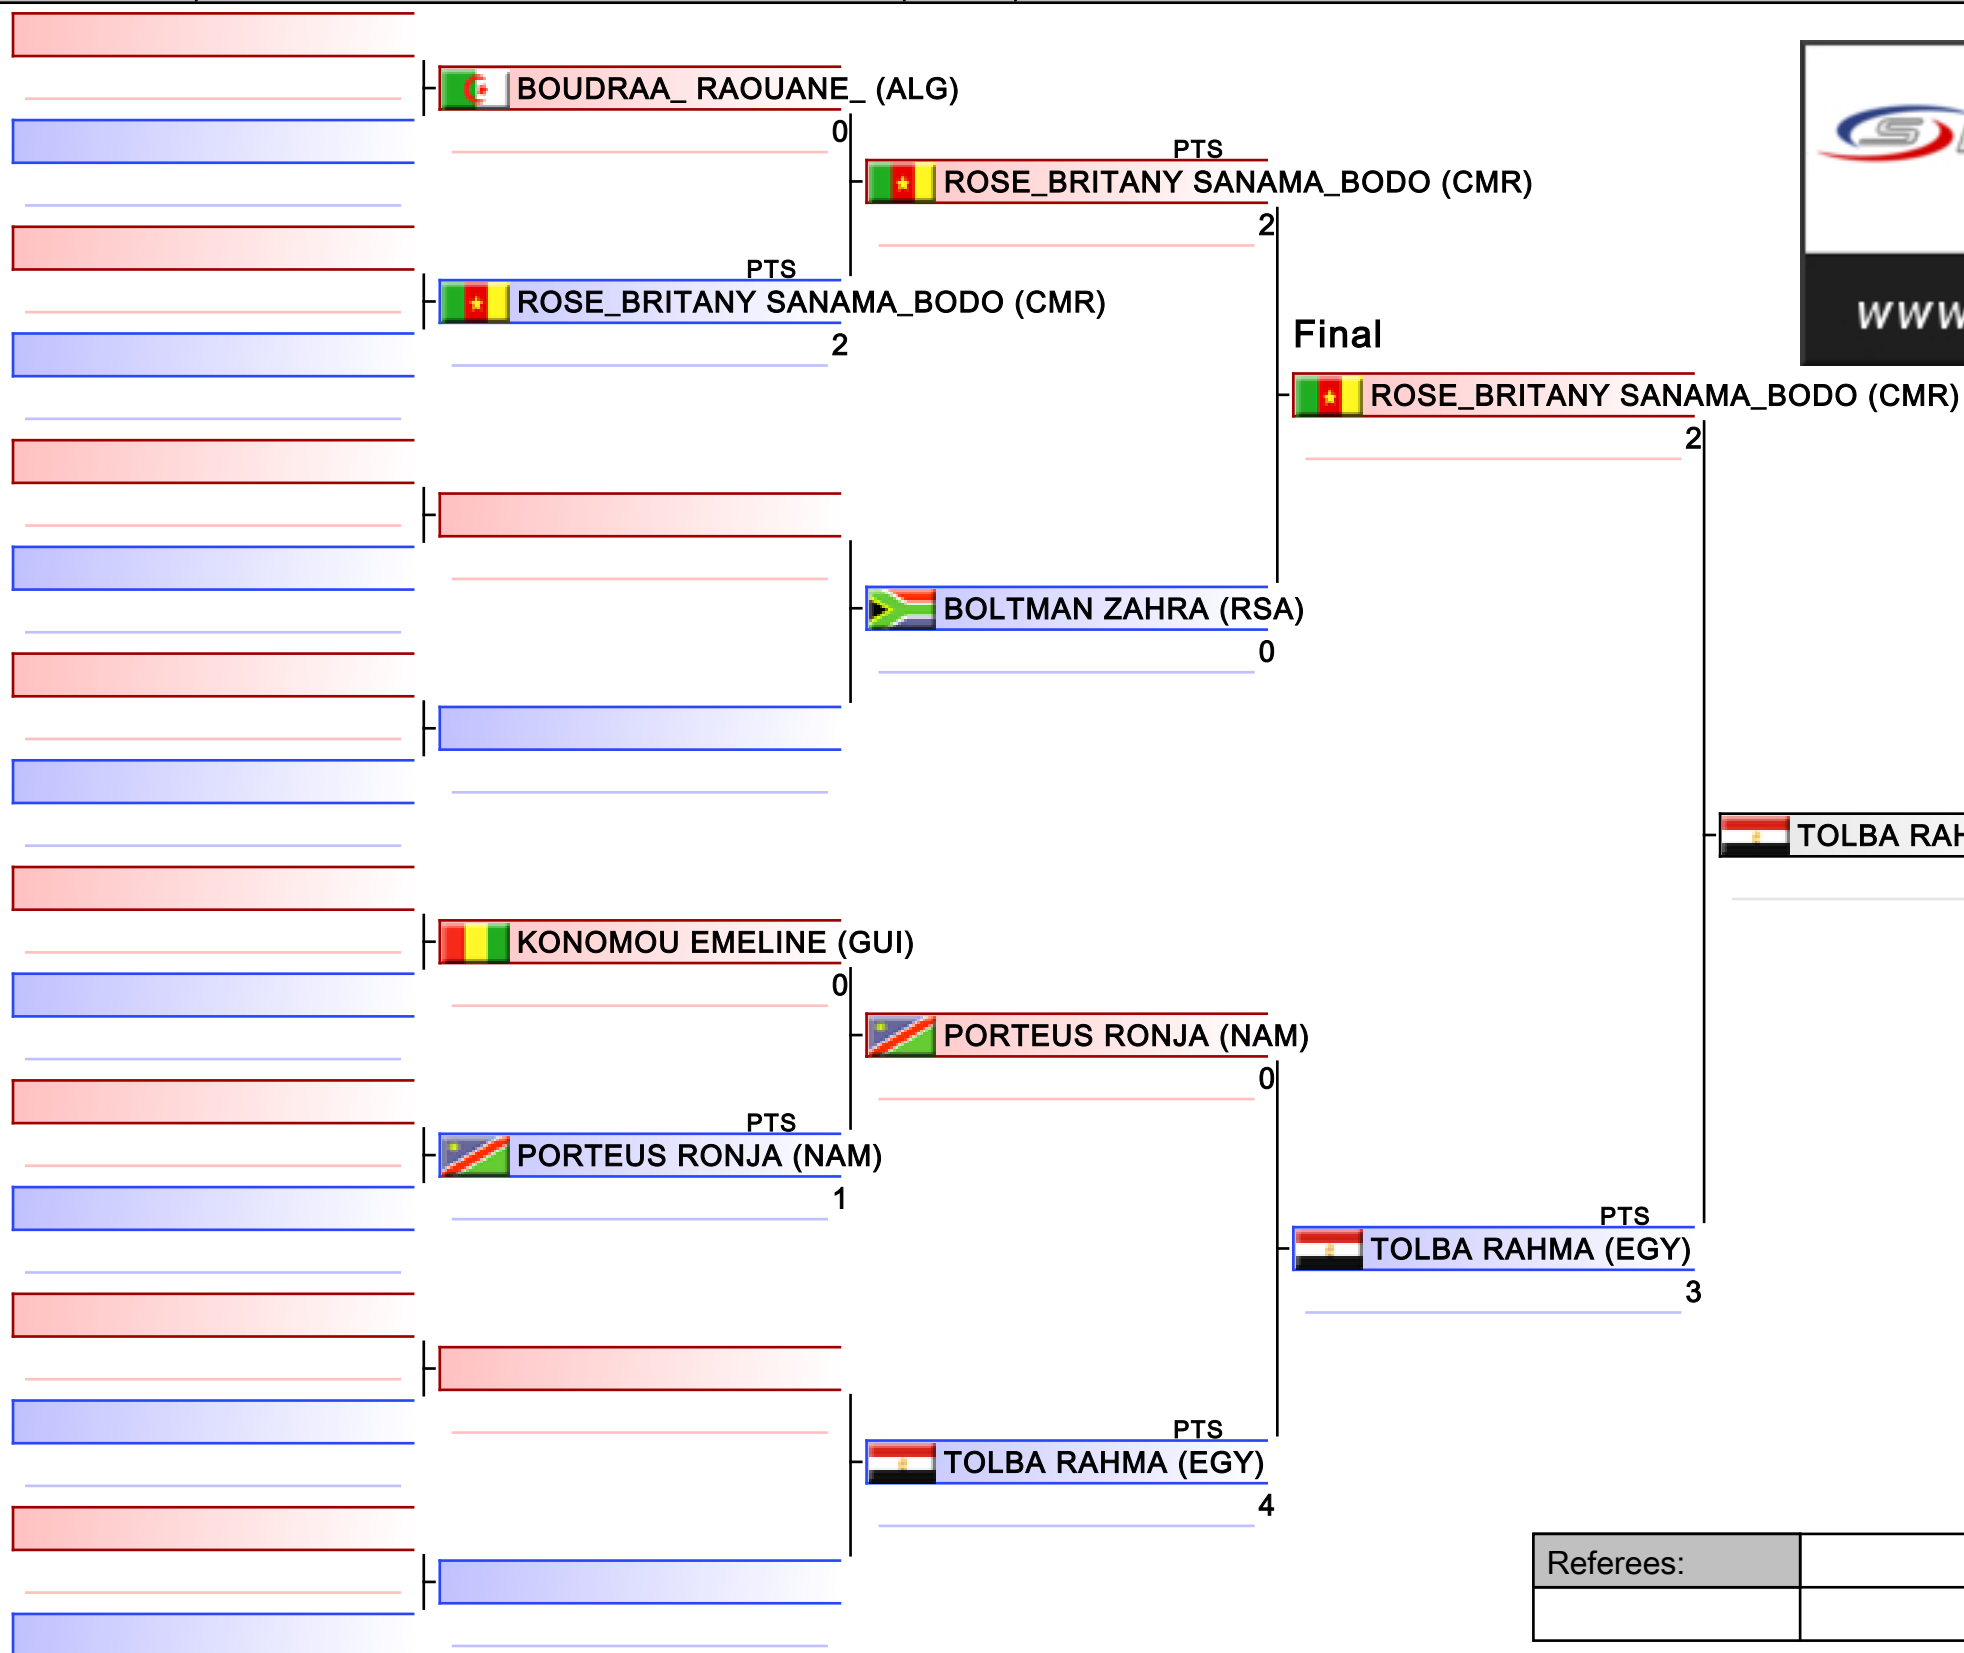 BOUDRAA_ RAOUANE_ (ALG)
0
PTS
ROSE_BRITANY SANAMA_BODO (CMR)
2
PTS
ROSE_BRITANY SANAMA_BODO (CMR)
2
Final
ROSE_BRITANY SANAMA_BODO (CMR)
2
BOLTMAN ZAHRA (RSA)
0
TOLBA
KONOMOU EMELINE (GUI)
0
PORTEUS RONJA (NAM)
0
PTS
PORTEUS RONJA (NAM)
1
PTS
TOLBA RAHMA (EGY)
3
PTS
TOLBA RAHMA (EGY)
4
Referees:
www